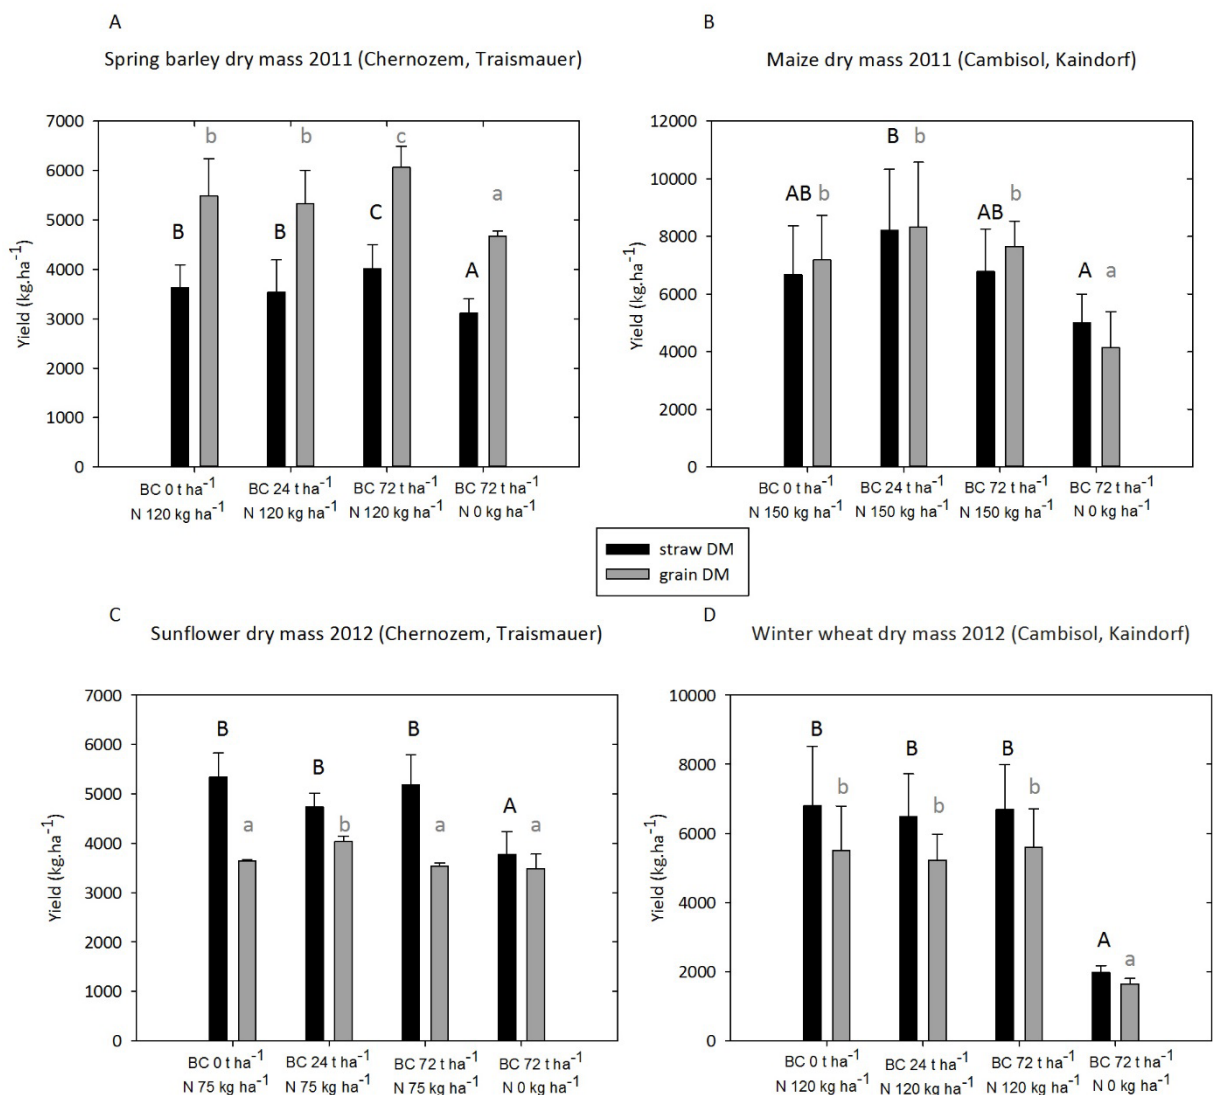 A
Spring barley dry mass 2011 (Chernozem, Traismauer)
Yield (kg.ha⁻¹)
7000
6000
5000
4000
3000
2000
1000
0
B b
B b
C c
A a
BC 0 t ha⁻¹ BC 24 t ha⁻¹ BC 72 t ha⁻¹ BC 72 t ha⁻¹
N 120 kg ha⁻¹ N 120 kg ha⁻¹ N 120 kg ha⁻¹ N 0 kg ha⁻¹
B
Maize dry mass 2011 (Cambisol, Kaindorf)
Yield (kg.ha⁻¹)
12000
10000
8000
6000
4000
2000
0
AB b
B b
AB b
A a
BC 0 t ha⁻¹ BC 24 t ha⁻¹ BC 72 t ha⁻¹ BC 72 t ha⁻¹
N 150 kg ha⁻¹ N 150 kg ha⁻¹ N 150 kg ha⁻¹ N 0 kg ha⁻¹
straw DM
grain DM
C
Sunflower dry mass 2012 (Chernozem, Traismauer)
Yield (kg.ha⁻¹)
7000
6000
5000
4000
3000
2000
1000
0
B a
B b
B a
A a
BC 0 t ha⁻¹ BC 24 t ha⁻¹ BC 72 t ha⁻¹ BC 72 t ha⁻¹
N 75 kg ha⁻¹ N 75 kg ha⁻¹ N 75 kg ha⁻¹ N 0 kg ha⁻¹
D
Winter wheat dry mass 2012 (Cambisol, Kaindorf)
Yield (kg.ha⁻¹)
10000
8000
6000
4000
2000
0
B b
B b
B b
A a
BC 0 t ha⁻¹ BC 24 t ha⁻¹ BC 72 t ha⁻¹ BC 72 t ha⁻¹
N 120 kg ha⁻¹ N 120 kg ha⁻¹ N 120 kg ha⁻¹ N 0 kg ha⁻¹